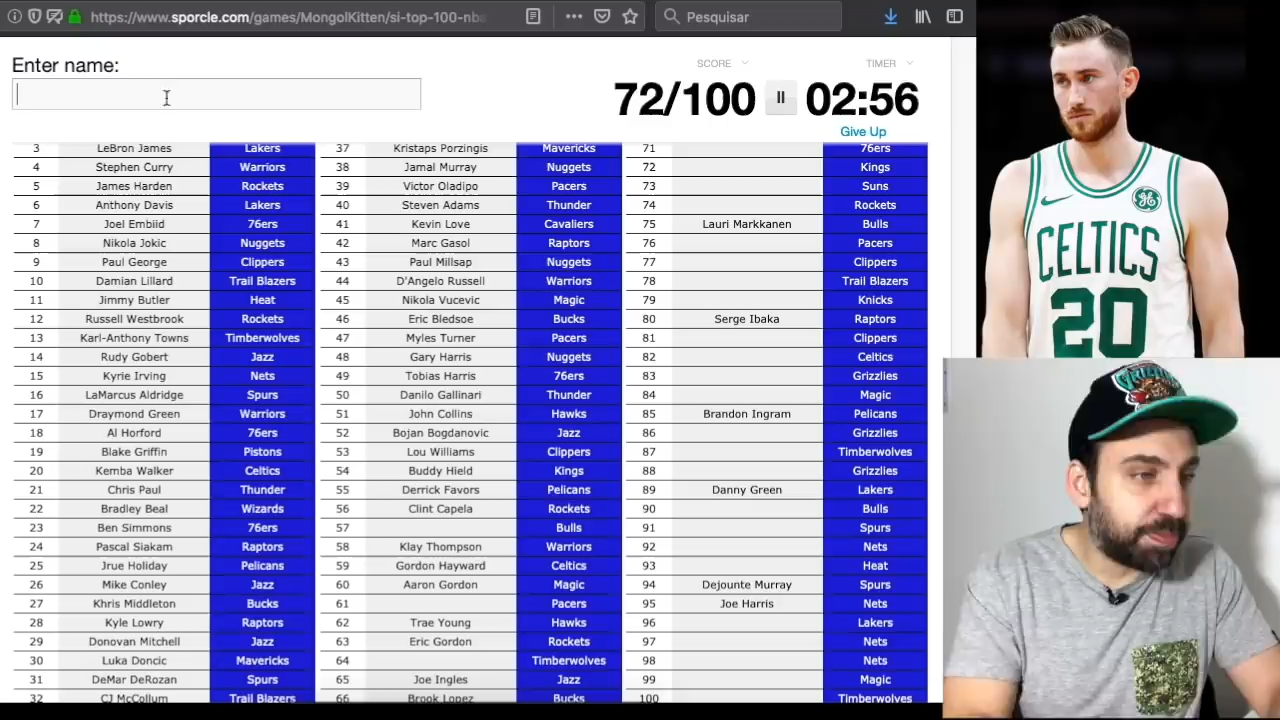 https://www.sporcle.com/games/MongolKitten/si-top-100-nba
Pesquisar
Enter name:
SCORE
TIMER
72/100
02:56
Give Up
3 LeBron James Lakers 37 Kristaps Porzingis Mavericks 71 76ers
4 Stephen Curry Warriors 38 Jamal Murray Nuggets 72 Kings
5 James Harden Rockets 39 Victor Oladipo Pacers 73 Suns
6 Anthony Davis Lakers 40 Steven Adams Thunder 74 Rockets
7 Joel Embiid 76ers 41 Kevin Love Cavaliers 75 Lauri Markkanen Bulls
8 Nikola Jokic Nuggets 42 Marc Gasol Raptors 76 Pacers
9 Paul George Clippers 43 Paul Millsap Nuggets 77 Clippers
10 Damian Lillard Trail Blazers 44 D'Angelo Russell Warriors 78 Trail Blazers
11 Jimmy Butler Heat 45 Nikola Vucevic Magic 79 Knicks
12 Russell Westbrook Rockets 46 Eric Bledsoe Bucks 80 Serge Ibaka Raptors
13 Karl-Anthony Towns Timberwolves 47 Myles Turner Pacers 81 Clippers
14 Rudy Gobert Jazz 48 Gary Harris Nuggets 82 Celtics
15 Kyrie Irving Nets 49 Tobias Harris 76ers 83 Grizzlies
16 LaMarcus Aldridge Spurs 50 Danilo Gallinari Thunder 84 Magic
17 Draymond Green Warriors 51 John Collins Hawks 85 Brandon Ingram Pelicans
18 Al Horford 76ers 52 Bojan Bogdanovic Jazz 86 Grizzlies
19 Blake Griffin Pistons 53 Lou Williams Clippers 87 Timberwolves
20 Kemba Walker Celtics 54 Buddy Hield Kings 88 Grizzlies
21 Chris Paul Thunder 55 Derrick Favors Pelicans 89 Danny Green Lakers
22 Bradley Beal Wizards 56 Clint Capela Rockets 90 Bulls
23 Ben Simmons 76ers 57 Bulls 91 Spurs
24 Pascal Siakam Raptors 58 Klay Thompson Warriors 92 Nets
25 Jrue Holiday Pelicans 59 Gordon Hayward Celtics 93 Heat
26 Mike Conley Jazz 60 Aaron Gordon Magic 94 Dejounte Murray Spurs
27 Khris Middleton Bucks 61 Pacers 95 Joe Harris Nets
28 Kyle Lowry Raptors 62 Trae Young Hawks 96 Lakers
29 Donovan Mitchell Jazz 63 Eric Gordon Rockets 97 Nets
30 Luka Doncic Mavericks 64 Timberwolves 98 Nets
31 DeMar DeRozan Spurs 65 Joe Ingles Jazz 99 Magic
32 CJ McCollum Trail Blazers 66 Brook Lopez Bucks 100 Timberwolves
CELTICS
20